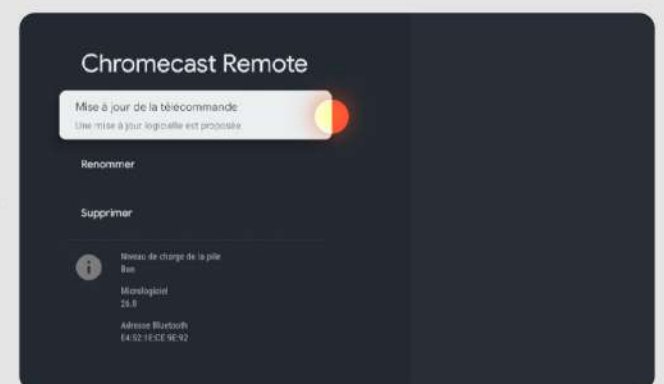 Chromecast Remote
Mise à jour de la télécommande
Une mise à jour logicielle est proposée
Renommer
Supprimer
Niveau de charge de la pile
Bon
Micrologiciel
26.8
Adresse Bluetooth
E4:52:1E:CE:9E:92